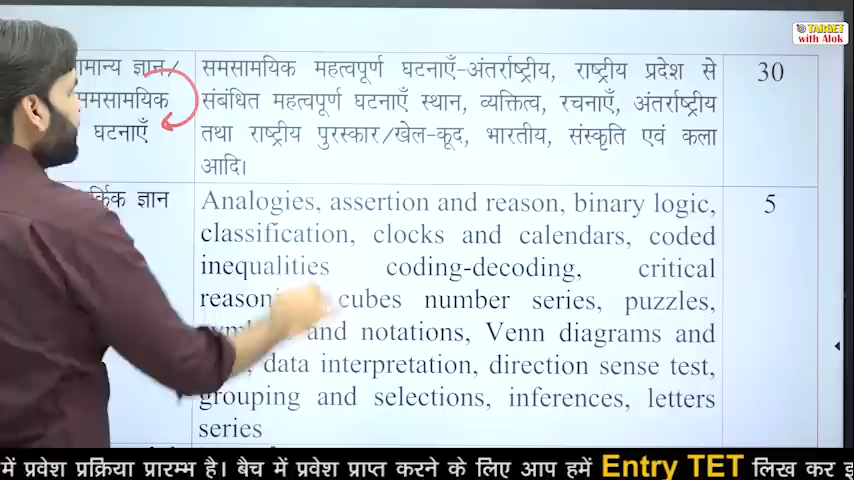 TARGET
with Alok
ामान्य ज्ञान/ समसामयिक महत्वपूर्ण घटनाएँ-अंतर्राष्ट्रीय, राष्ट्रीय प्रदेश से 30
समसामयिक संबंधित महत्वपूर्ण घटनाएँ स्थान, व्यक्तित्व, रचनाएँ, अंतर्राष्ट्रीय
घटनाएँ तथा राष्ट्रीय पुरस्कार/खेल-कूद, भारतीय, संस्कृति एवं कला
आदि।
र्किक ज्ञान Analogies, assertion and reason, binary logic, 5
classification, clocks and calendars, coded
inequalities coding-decoding, critical
cubes number series, puzzles,
and notations, Venn diagrams and
data interpretation, direction sense test,
grouping and selections, inferences, letters
series
में प्रवेश प्रक्रिया प्रारम्भ है। बैच में प्रवेश प्राप्त करने के लिए आप हमें Entry TET लिख कर